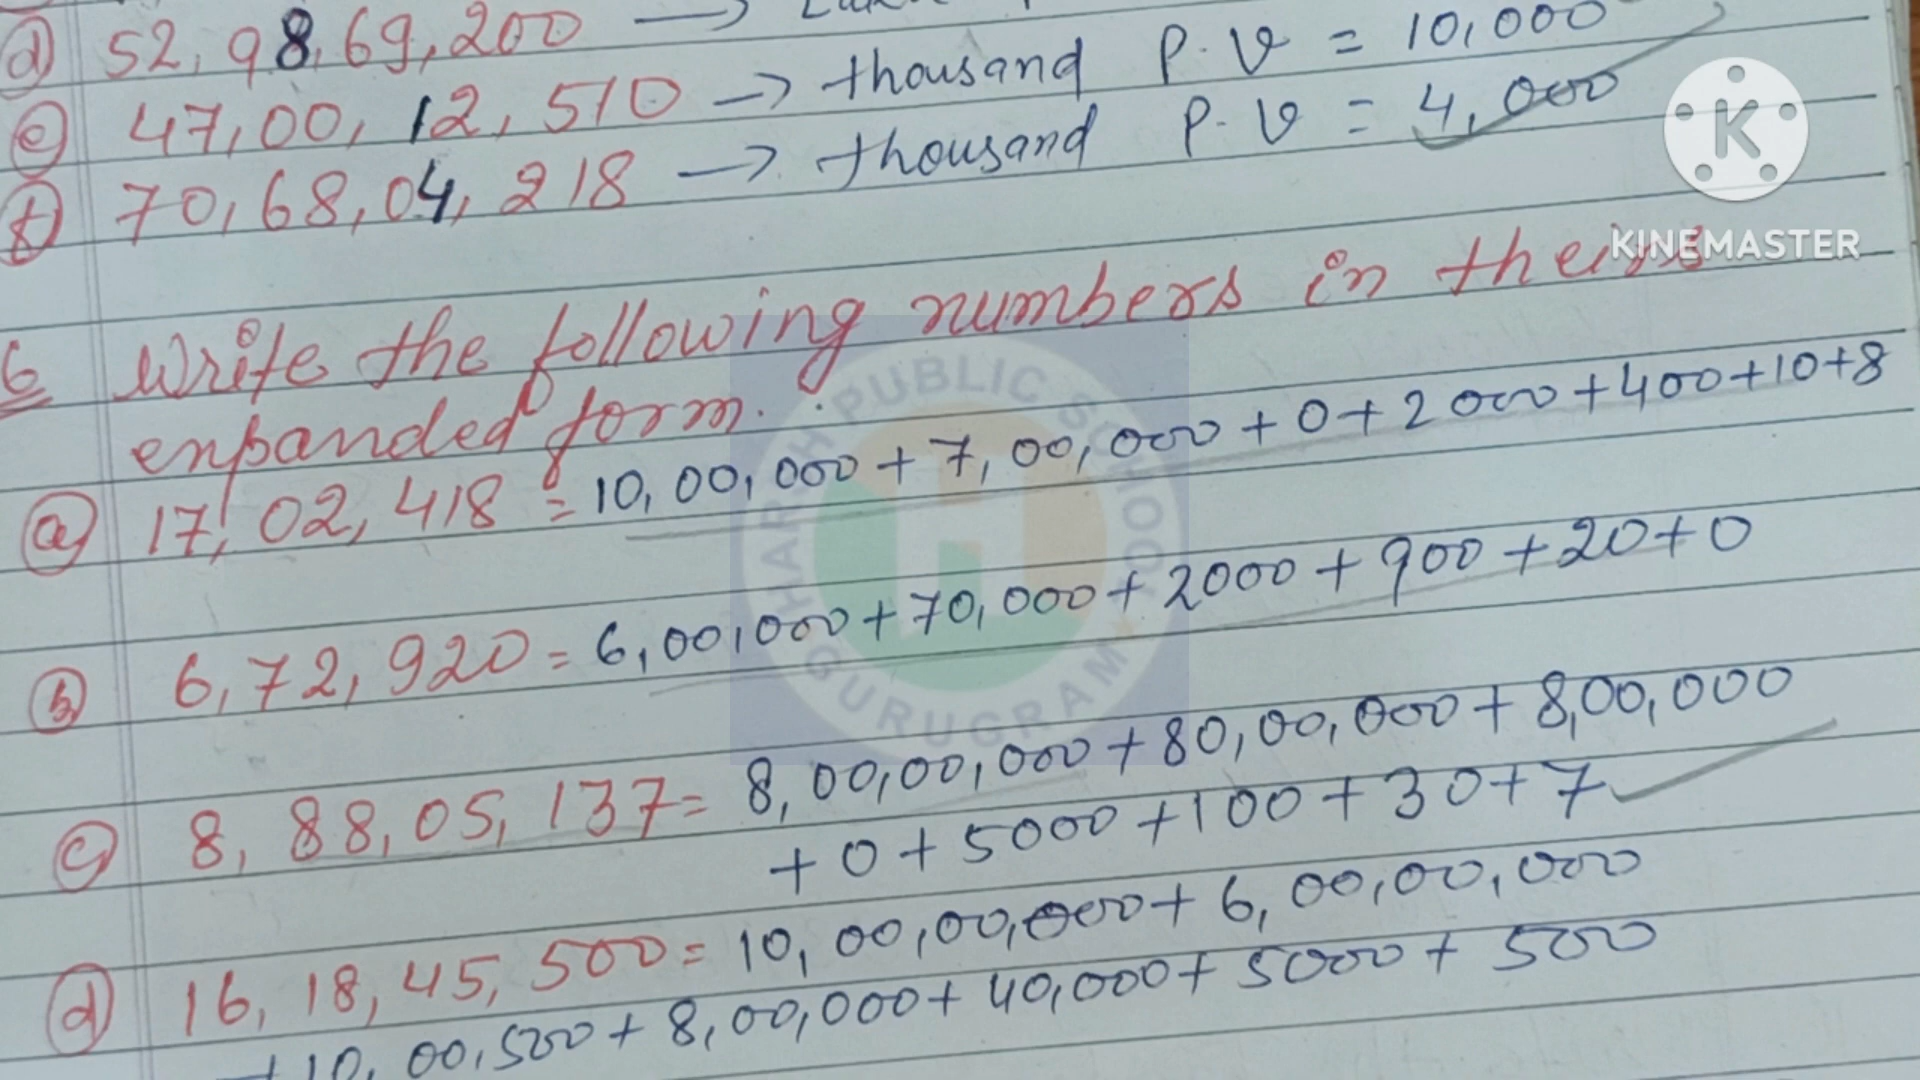 d 52,98,69,200 →
e 47,00,12,510 → thousand P.V = 10,000
f 70,68,04,218 → thousand P.V = 4,000
6 Write the following numbers in their
expanded form.
a 17,02,418 = 10,00,000 + 7,00,000 + 0 + 2000 + 400 + 10 + 8
b 6,72,920 = 6,00,000 + 70,000 + 2000 + 900 + 20 + 0
c 8,88,05,137 = 8,00,00,000 + 80,00,000 + 8,00,000
+ 0 + 5000 + 100 + 30 + 7
d 16,18,45,500 = 10,00,00,000 + 6,00,00,000
+ 10,00,500 + 8,00,000 + 40,000 + 5000 + 500
K
KINEMASTER
HARSH PUBLIC SCHOOL
GURUGRAM
H